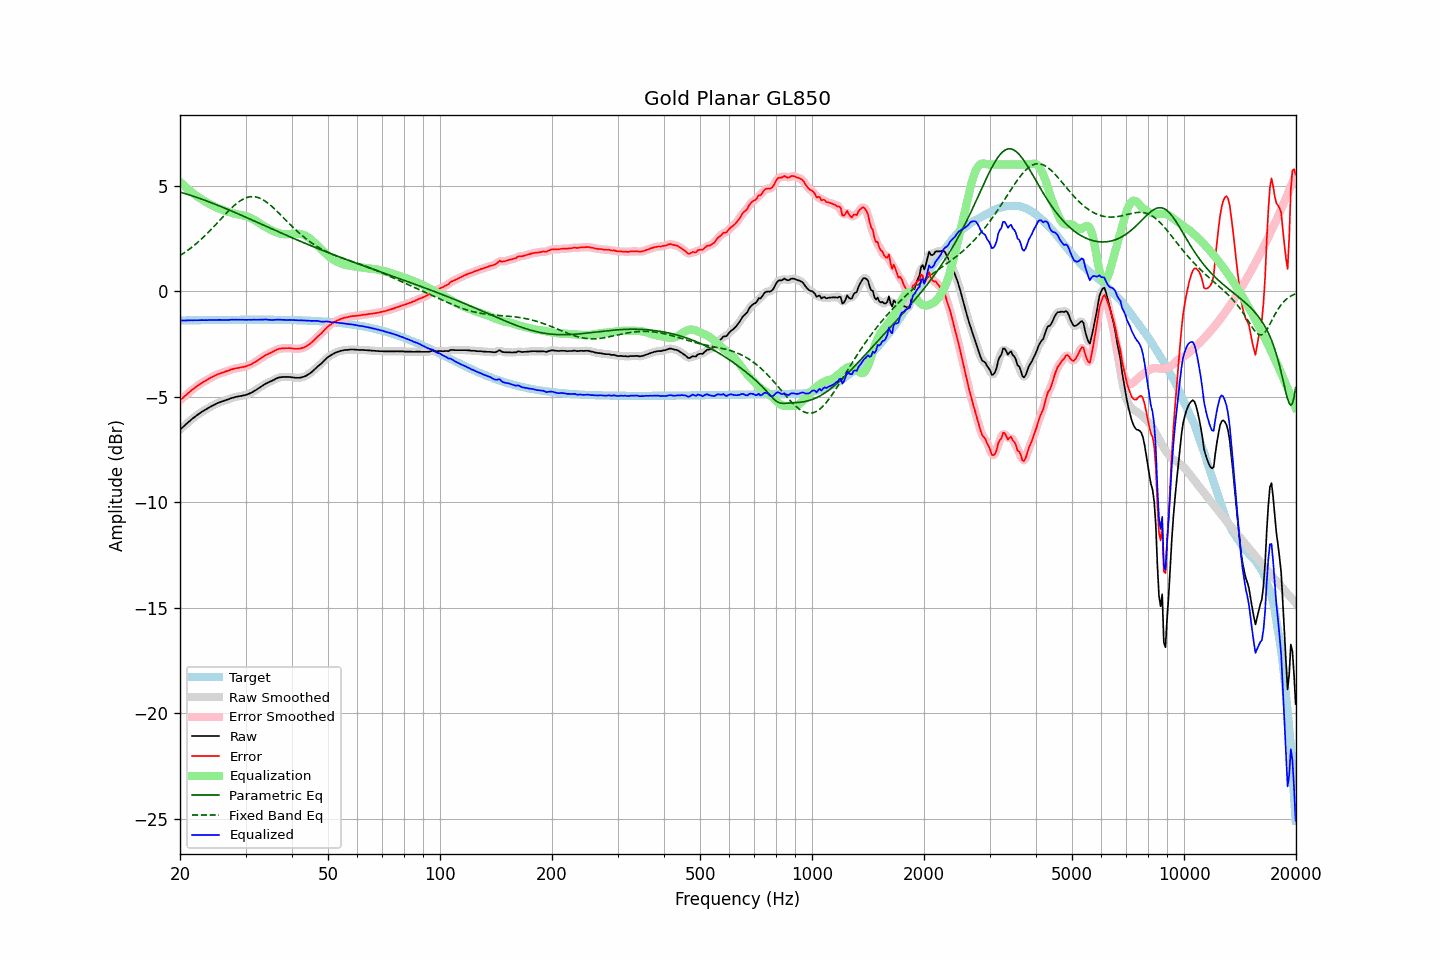 Gold Planar GL850
Amplitude (dBr)
5
0
−5
−10
−15
−20
−25
Target
Raw Smoothed
Error Smoothed
Raw
Error
Equalization
Parametric Eq
Fixed Band Eq
Equalized
20 50 100 200 500 1000 2000 5000 10000 20000
Frequency (Hz)